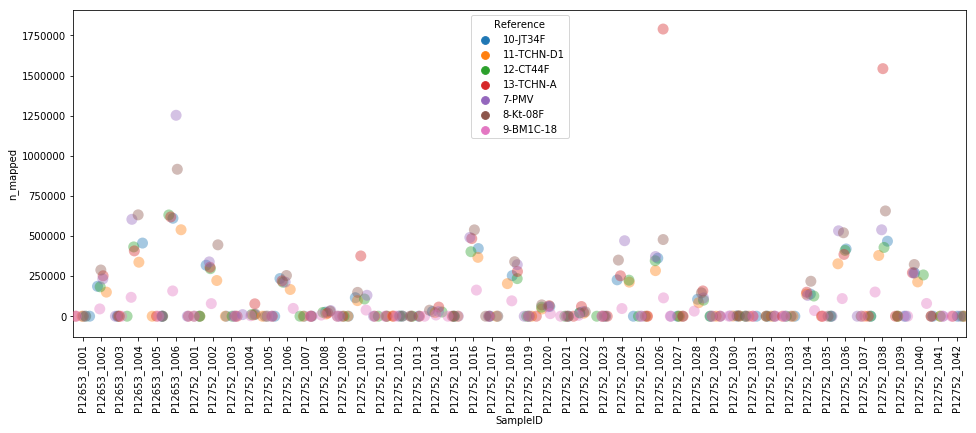 Reference
10-JT34F
11-TCHN-D1
12-CT44F
13-TCHN-A
7-PMV
8-Kt-08F
9-BM1C-18
n_mapped
1750000
1500000
1250000
1000000
750000
500000
250000
0
P12653_1001
P12653_1002
P12653_1003
P12653_1004
P12653_1005
P12653_1006
P12752_1001
P12752_1002
P12752_1003
P12752_1004
P12752_1005
P12752_1006
P12752_1007
P12752_1008
P12752_1009
P12752_1010
P12752_1011
P12752_1012
P12752_1013
P12752_1014
P12752_1015
P12752_1016
P12752_1017
P12752_1018
P12752_1019
P12752_1020
P12752_1021
P12752_1022
P12752_1023
P12752_1024
P12752_1025
P12752_1026
P12752_1027
P12752_1028
P12752_1029
P12752_1030
P12752_1031
P12752_1032
P12752_1033
P12752_1034
P12752_1035
P12752_1036
P12752_1037
P12752_1038
P12752_1039
P12752_1040
P12752_1041
P12752_1042
SampleID